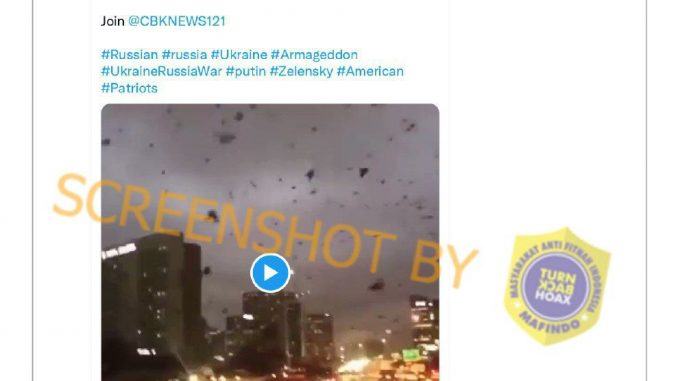 Join @CBKNEWS121
#Russian #russia #Ukraine #Armageddon
#UkraineRussiaWar #putin #Zelensky #American
#Patriots
SCREENSHOT BY
MASYARAKAT ANTI FITNAH INDONESIA
TURN
BACK
HOAX
MAFINDO